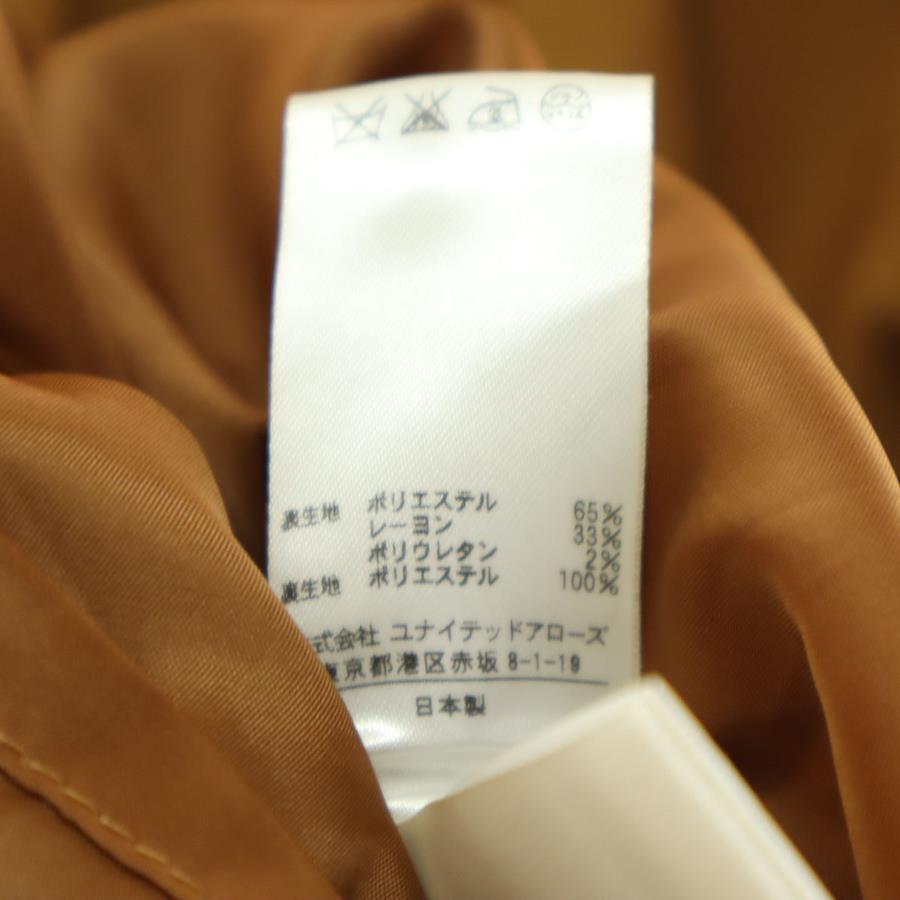 表生地 ポリエステル 65%
レーヨン 33%
ポリウレタン 2%
裏生地 ポリエステル 100%
式会社 ユナイテッドアローズ
東京都港区赤坂 8-1-19
日本製